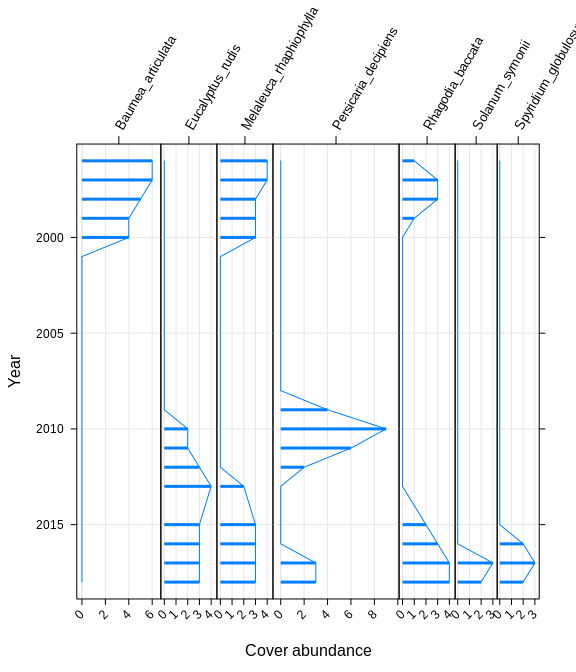 Baumea_articulata
Eucalyptus_rudis
Melaleuca_rhaphiophylla
Persicaria_decipiens
Rhagodia_baccata
Solanum_symonii
Spyridium_globulosu
2000
2005
2010
2015
Year
0 2 4 6 0 1 2 3 4 0 1 2 3 4 0 2 4 6 8 0 1 2 3 4 0 1 2 3 0 1 2 3
Cover abundance